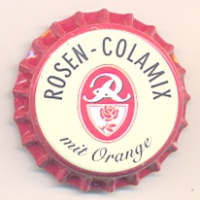 ROSEN-COLAMIX
R
mit Orange